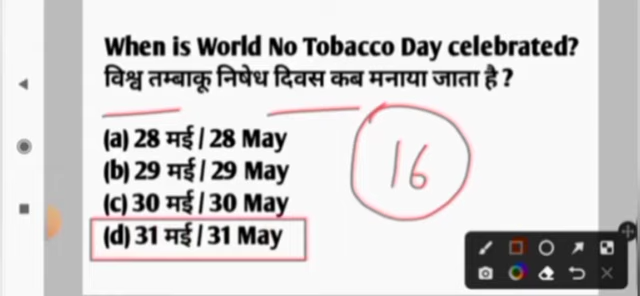 When is World No Tobacco Day celebrated?
विश्व तम्बाकू निषेध दिवस कब मनाया जाता है ?
(a) 28 मई / 28 May
(b) 29 मई / 29 May
(c) 30 मई / 30 May
(d) 31 मई / 31 May
16